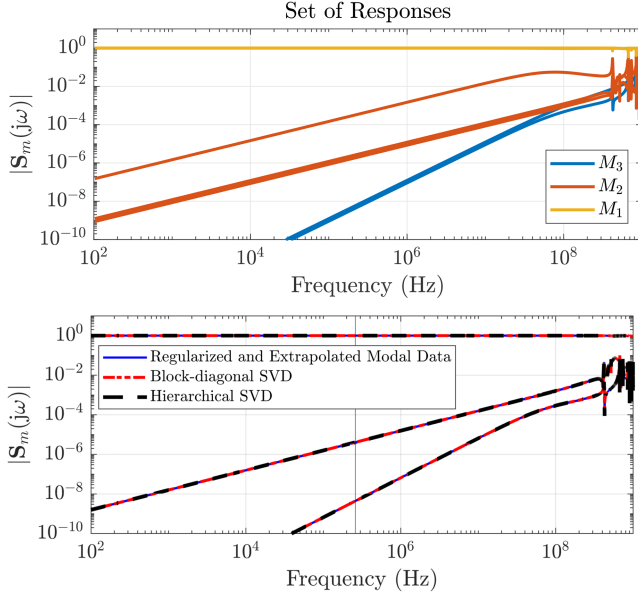 Set of Responses
|S_m(jω)|
10^0
10^-2
10^-4
10^-6
10^-8
10^-10
10^2
10^4
10^6
10^8
M_3
M_2
M_1
Frequency (Hz)
|S_m(jω)|
10^0
10^-2
10^-4
10^-6
10^-8
10^-10
Regularized and Extrapolated Modal Data
Block-diagonal SVD
Hierarchical SVD
10^2
10^4
10^6
10^8
Frequency (Hz)